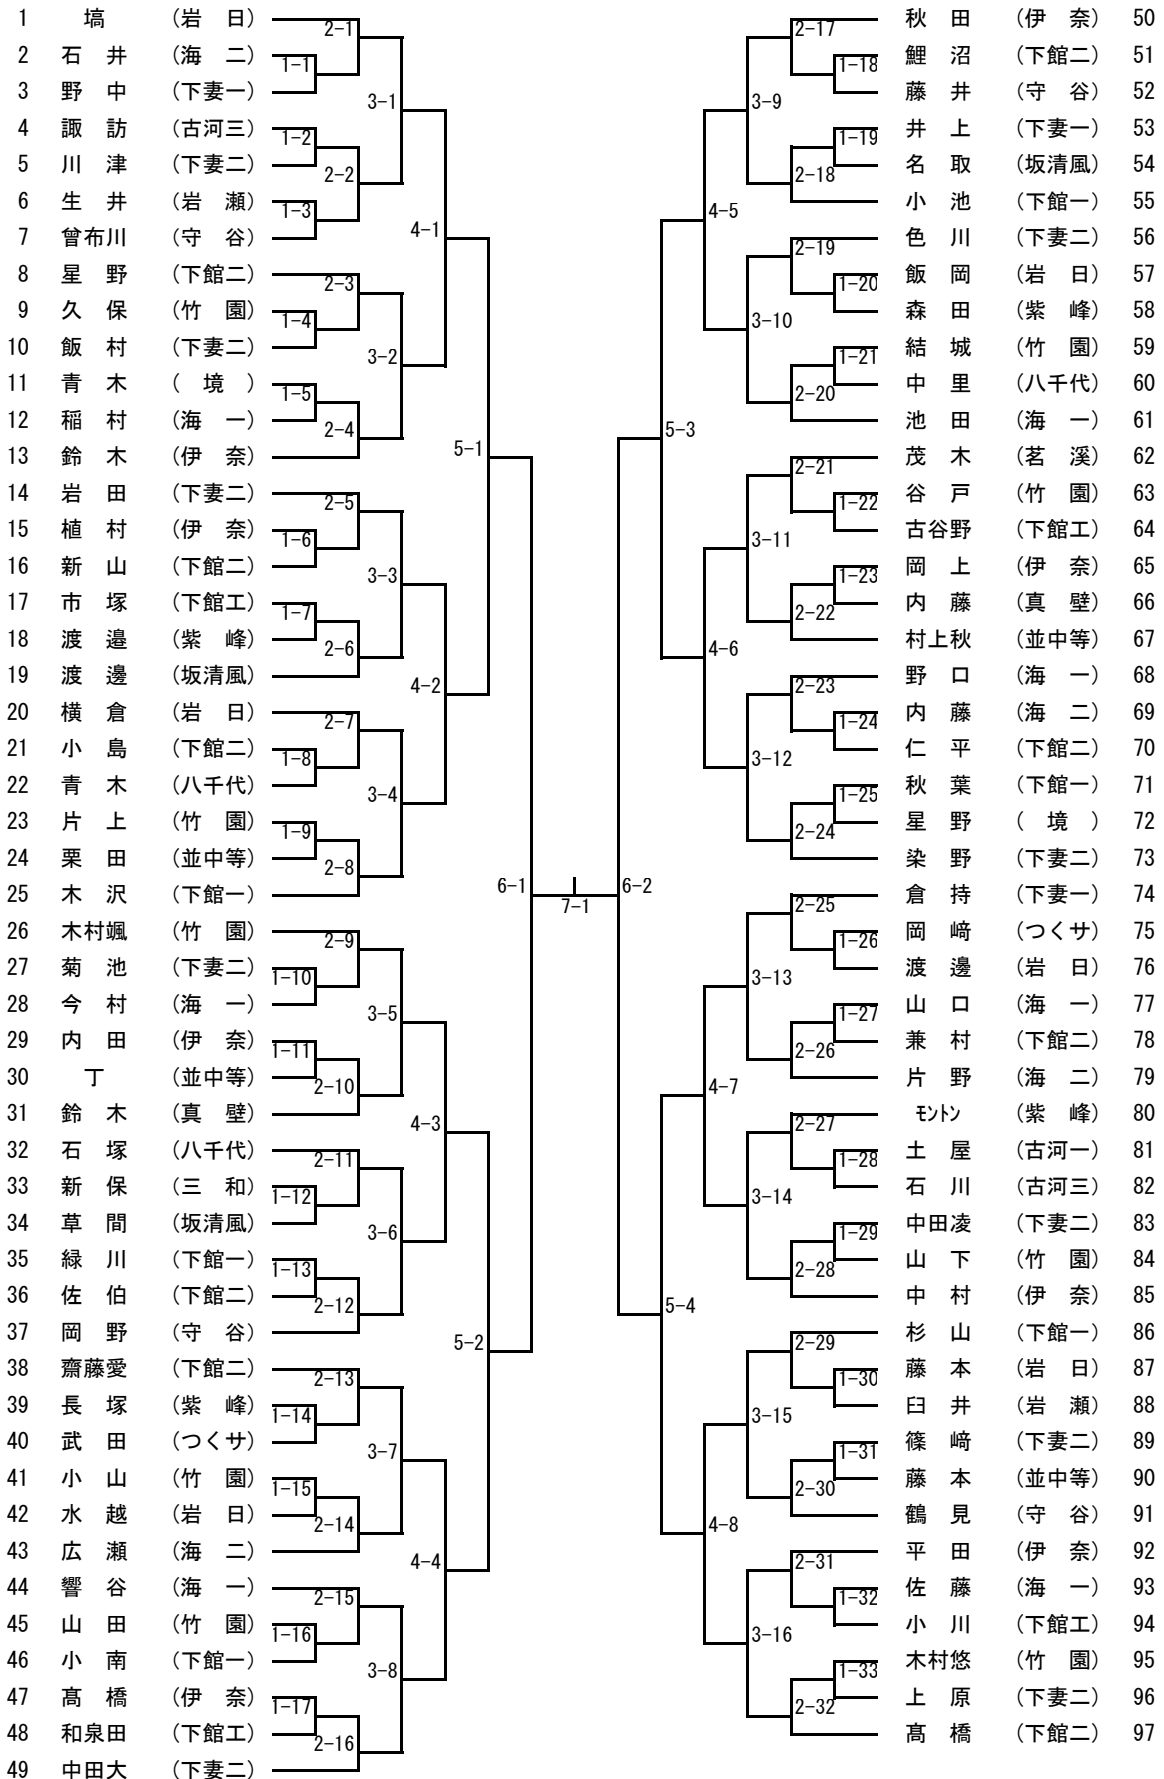 1 塙 （岩 日）
2 石 井 （海 二）
3 野 中 （下妻一）
4 諏 訪 （古河三）
5 川 津 （下妻二）
6 生 井 （岩 瀬）
7 曾布川 （守 谷）
8 星 野 （下館二）
9 久 保 （竹 園）
10 飯 村 （下妻二）
11 青 木 （ 境 ）
12 稲 村 （海 一）
13 鈴 木 （伊 奈）
14 岩 田 （下妻二）
15 植 村 （伊 奈）
16 新 山 （下館二）
17 市 塚 （下館工）
18 渡 邉 （紫 峰）
19 渡 邊 （坂清風）
20 横 倉 （岩 日）
21 小 島 （下館二）
22 青 木 （八千代）
23 片 上 （竹 園）
24 栗 田 （並中等）
25 木 沢 （下館一）
26 木村颯 （竹 園）
27 菊 池 （下妻二）
28 今 村 （海 一）
29 内 田 （伊 奈）
30 丁 （並中等）
31 鈴 木 （真 壁）
32 石 塚 （八千代）
33 新 保 （三 和）
34 草 間 （坂清風）
35 緑 川 （下館一）
36 佐 伯 （下館二）
37 岡 野 （守 谷）
38 齋藤愛 （下館二）
39 長 塚 （紫 峰）
40 武 田 （つくサ）
41 小 山 （竹 園）
42 水 越 （岩 日）
43 広 瀬 （海 二）
44 響 谷 （海 一）
45 山 田 （竹 園）
46 小 南 （下館一）
47 髙 橋 （伊 奈）
48 和泉田 （下館工）
49 中田大 （下妻二）
1-1
1-2
1-3
1-4
1-5
1-6
1-7
1-8
1-9
1-10
1-11
1-12
1-13
1-14
1-15
1-16
1-17
2-1
2-2
2-3
2-4
2-5
2-6
2-7
2-8
2-9
2-10
2-11
2-12
2-13
2-14
2-15
2-16
3-1
3-2
3-3
3-4
3-5
3-6
3-7
3-8
4-1
4-2
4-3
4-4
5-1
5-2
6-1
7-1
6-2
5-3
5-4
4-5
4-6
4-7
4-8
3-9
3-10
3-11
3-12
3-13
3-14
3-15
3-16
2-17
2-18
2-19
2-20
2-21
2-22
2-23
2-24
2-25
2-26
2-27
2-28
2-29
2-30
2-31
2-32
1-18
1-19
1-20
1-21
1-22
1-23
1-24
1-25
1-26
1-27
1-28
1-29
1-30
1-31
1-32
1-33
秋 田 （伊 奈） 50
鯉 沼 （下館二） 51
藤 井 （守 谷） 52
井 上 （下妻一） 53
名 取 （坂清風） 54
小 池 （下館一） 55
色 川 （下妻二） 56
飯 岡 （岩 日） 57
森 田 （紫 峰） 58
結 城 （竹 園） 59
中 里 （八千代） 60
池 田 （海 一） 61
茂 木 （茗 溪） 62
谷 戸 （竹 園） 63
古谷野 （下館工） 64
岡 上 （伊 奈） 65
内 藤 （真 壁） 66
村上秋 （並中等） 67
野 口 （海 一） 68
内 藤 （海 二） 69
仁 平 （下館二） 70
秋 葉 （下館一） 71
星 野 （ 境 ） 72
染 野 （下妻二） 73
倉 持 （下妻一） 74
岡 﨑 （つくサ） 75
渡 邊 （岩 日） 76
山 口 （海 一） 77
兼 村 （下館二） 78
片 野 （海 二） 79
ﾓﾝﾄﾝ （紫 峰） 80
土 屋 （古河一） 81
石 川 （古河三） 82
中田凌 （下妻二） 83
山 下 （竹 園） 84
中 村 （伊 奈） 85
杉 山 （下館一） 86
藤 本 （岩 日） 87
臼 井 （岩 瀬） 88
篠 﨑 （下妻二） 89
藤 本 （並中等） 90
鶴 見 （守 谷） 91
平 田 （伊 奈） 92
佐 藤 （海 一） 93
小 川 （下館工） 94
木村悠 （竹 園） 95
上 原 （下妻二） 96
髙 橋 （下館二） 97